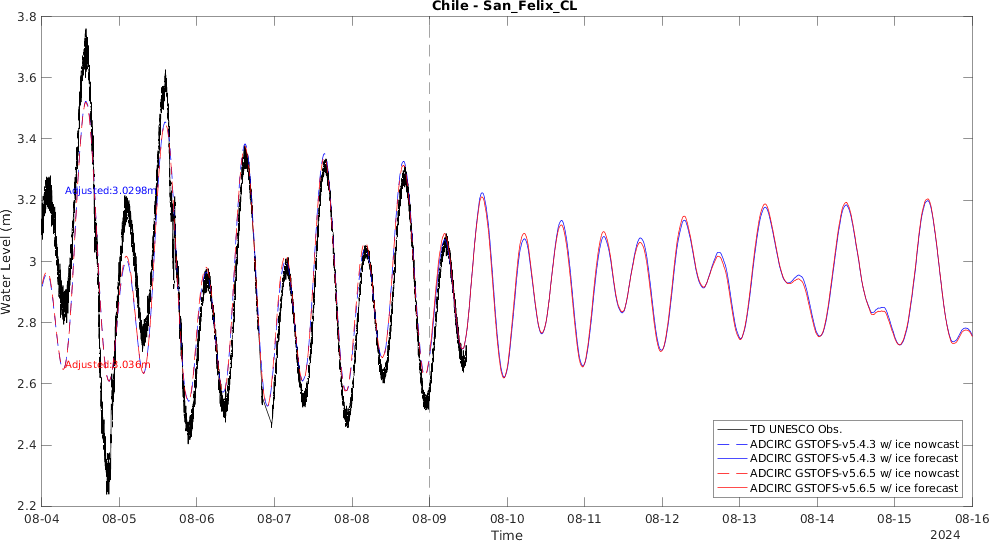 Chile - San_Felix_CL
3.8
3.6
3.4
3.2
3
2.8
2.6
2.4
2.2
Water Level (m)
Adjusted:3.0298m
Adjusted:3.036m
TD UNESCO Obs.
ADCIRC GSTOFS-v5.4.3 w/ ice nowcast
ADCIRC GSTOFS-v5.4.3 w/ ice forecast
ADCIRC GSTOFS-v5.6.5 w/ ice nowcast
ADCIRC GSTOFS-v5.6.5 w/ ice forecast
08-04 08-05 08-06 08-07 08-08 08-09 08-10 08-11 08-12 08-13 08-14 08-15 08-16
Time
2024